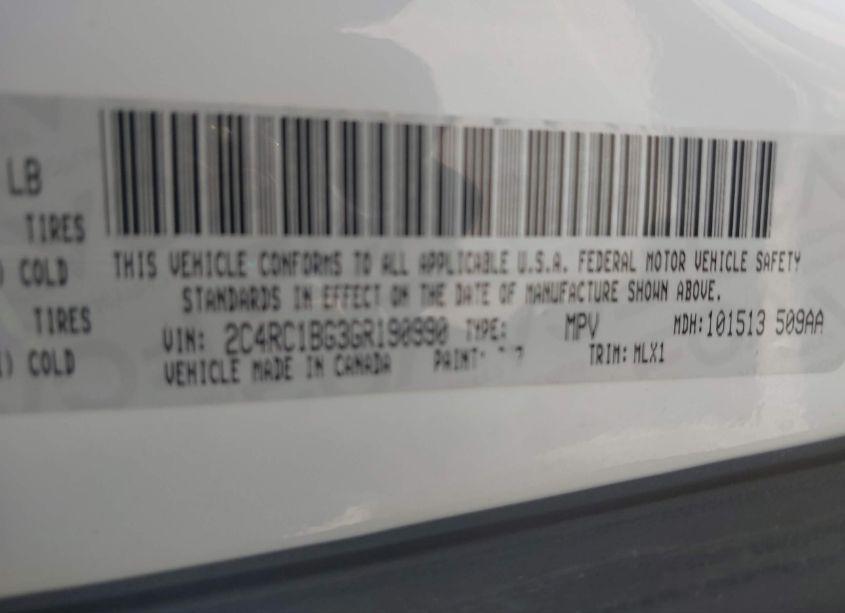 LB
TIRES
) COLD
TIRES
) COLD
THIS VEHICLE CONFORMS TO ALL APPLICABLE U.S.A. FEDERAL MOTOR VEHICLE SAFETY
STANDARDS IN EFFECT ON THE DATE OF MANUFACTURE SHOWN ABOVE.
VIN: 2C4RC1BG3GR190990 TYPE: MPV MDH:101513 509AA
VEHICLE MADE IN CANADA PAINT: TRIM: MLX1